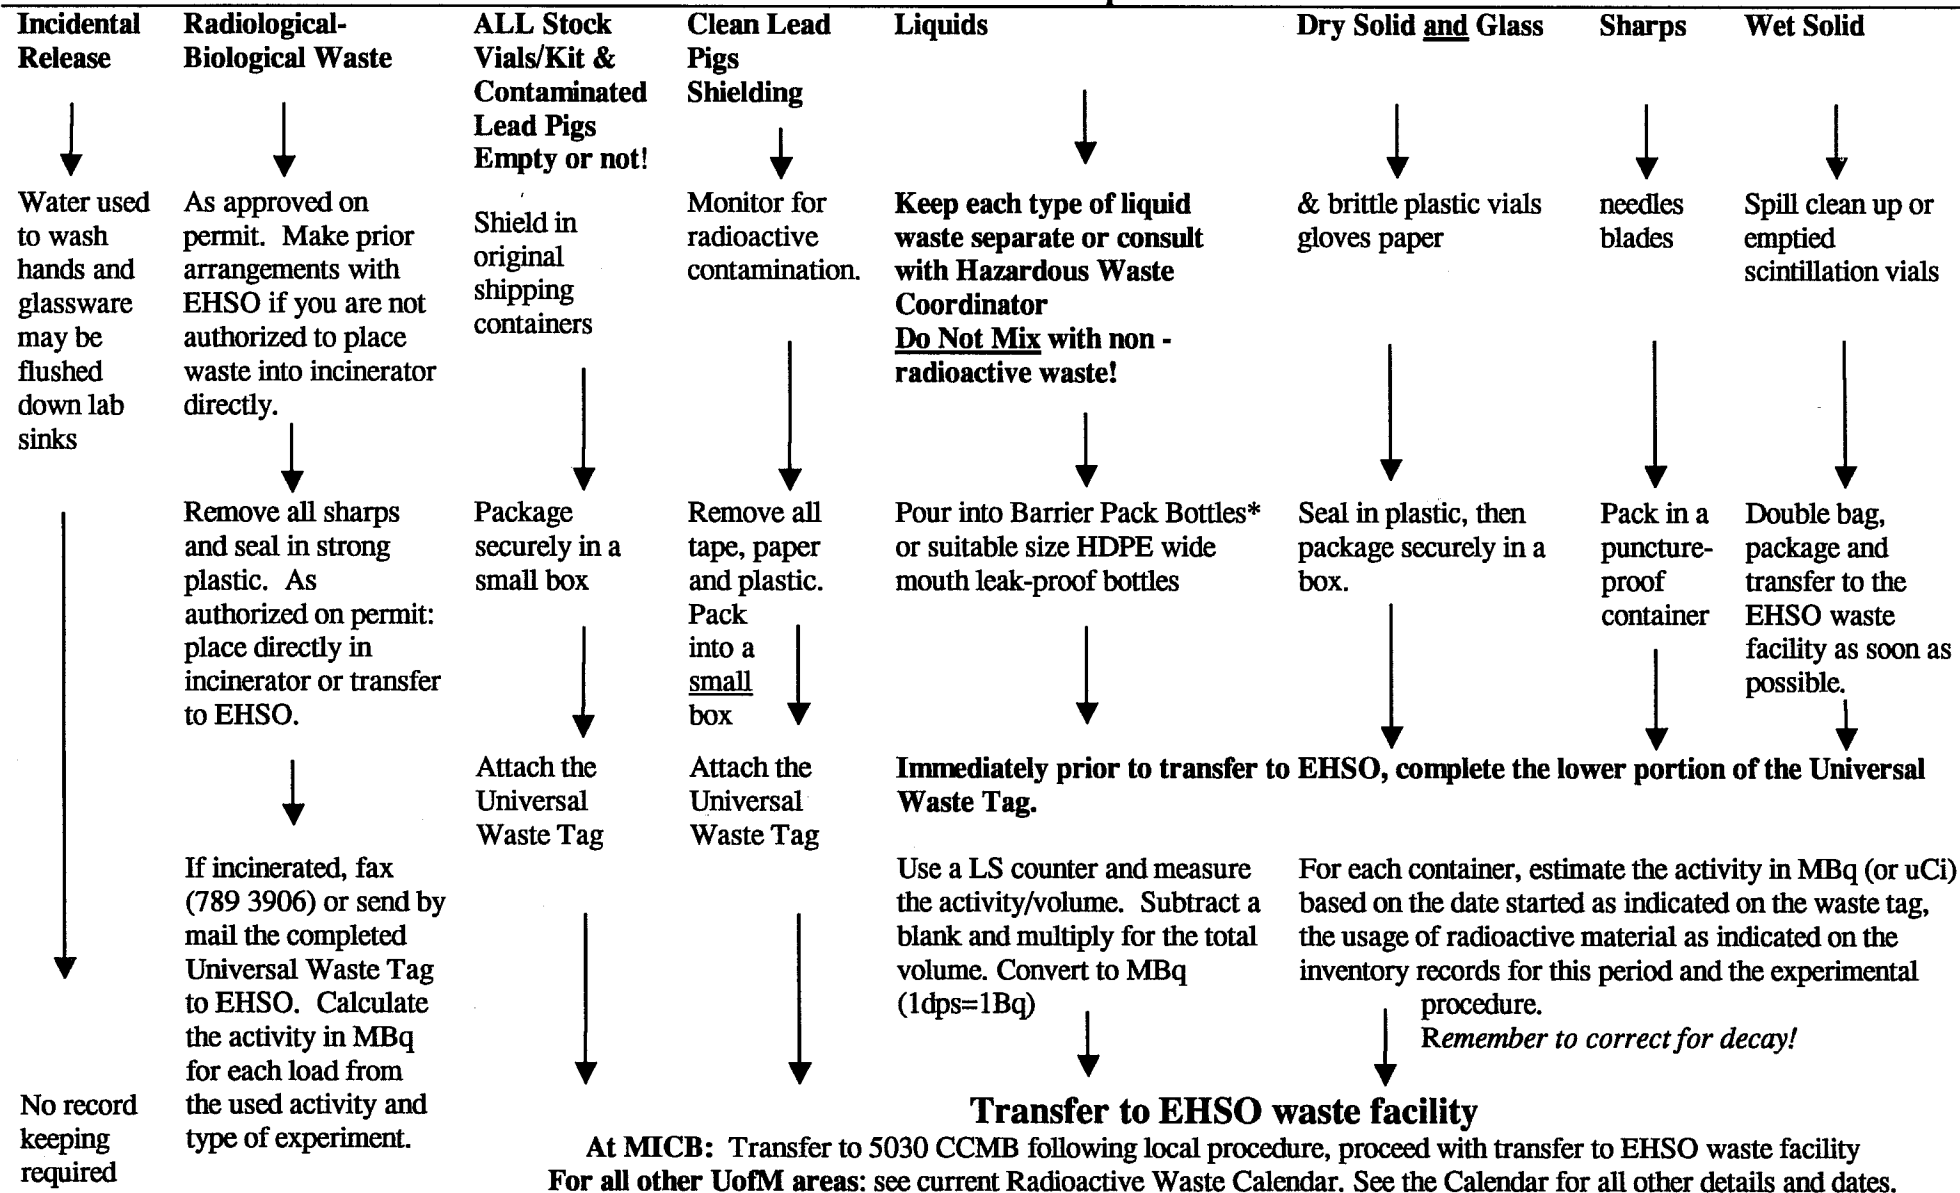 Incidental
Release
Radiological-
Biological Waste
ALL Stock
Vials/Kit &
Contaminated
Lead Pigs
Empty or not!
Clean Lead
Pigs
Shielding
Liquids
Dry Solid and Glass
Sharps
Wet Solid
Water used
to wash
hands and
glassware
may be
flushed
down lab
sinks
As approved on
permit. Make prior
arrangements with
EHSO if you are not
authorized to place
waste into incinerator
directly.
Shield in
original
shipping
containers
Monitor for
radioactive
contamination.
Keep each type of liquid
waste separate or consult
with Hazardous Waste
Coordinator
Do Not Mix with non -
radioactive waste!
& brittle plastic vials
gloves paper
needles
blades
Spill clean up or
emptied
scintillation vials
Remove all sharps
and seal in strong
plastic. As
authorized on permit:
place directly in
incinerator or transfer
to EHSO.
Package
securely in a
small box
Remove all
tape, paper
and plastic.
Pack
into a
small
box
Pour into Barrier Pack Bottles*
or suitable size HDPE wide
mouth leak-proof bottles
Seal in plastic, then
package securely in a
box.
Pack in a
puncture-
proof
container
Double bag,
package and
transfer to the
EHSO waste
facility as soon as
possible.
Attach the
Universal
Waste Tag
Attach the
Universal
Waste Tag
Immediately prior to transfer to EHSO, complete the lower portion of the Universal
Waste Tag.
If incinerated, fax
(789 3906) or send by
mail the completed
Universal Waste Tag
to EHSO. Calculate
the activity in MBq
for each load from
the used activity and
type of experiment.
Use a LS counter and measure
the activity/volume. Subtract a
blank and multiply for the total
volume. Convert to MBq
(1dps=1Bq)
For each container, estimate the activity in MBq (or uCi)
based on the date started as indicated on the waste tag,
the usage of radioactive material as indicated on the
inventory records for this period and the experimental
procedure.
Remember to correct for decay!
No record
keeping
required
Transfer to EHSO waste facility
At MICB: Transfer to 5030 CCMB following local procedure, proceed with transfer to EHSO waste facility
For all other UofM areas: see current Radioactive Waste Calendar. See the Calendar for all other details and dates.